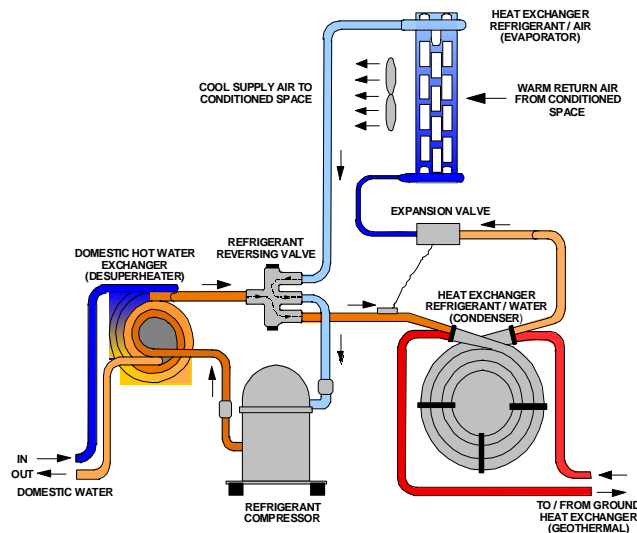 HEAT EXCHANGER
REFRIGERANT / AIR
(EVAPORATOR)
COOL SUPPLY AIR TO
CONDITIONED SPACE
WARM RETURN AIR
FROM CONDITIONED
SPACE
EXPANSION VALVE
REFRIGERANT
REVERSING VALVE
DOMESTIC HOT WATER
EXCHANGER
(DESUPERHEATER)
HEAT EXCHANGER
REFRIGERANT / WATER
(CONDENSER)
IN
OUT
DOMESTIC WATER
REFRIGERANT
COMPRESSOR
TO / FROM GROUND
HEAT EXCHANGER
(GEOTHERMAL)